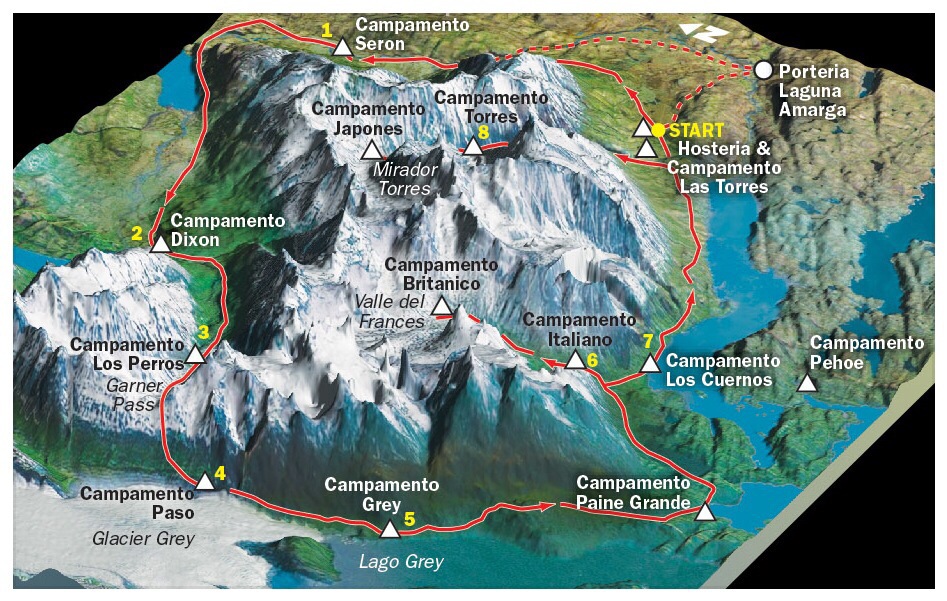 1
Campamento
Seron
N
Porteria
Laguna
Amarga
Campamento
Japones
Campamento
Torres
8
START
Hosteria &
Campamento
Las Torres
Mirador
Torres
2
Campamento
Dixon
Campamento
Britanico
Valle del
Frances
Campamento
Italiano
6
7
Campamento
Los Cuernos
Campamento
Pehoe
3
Campamento
Los Perros
Garner
Pass
4
Campamento
Paso
Glacier Grey
Campamento
Grey
5
Lago Grey
Campamento
Paine Grande